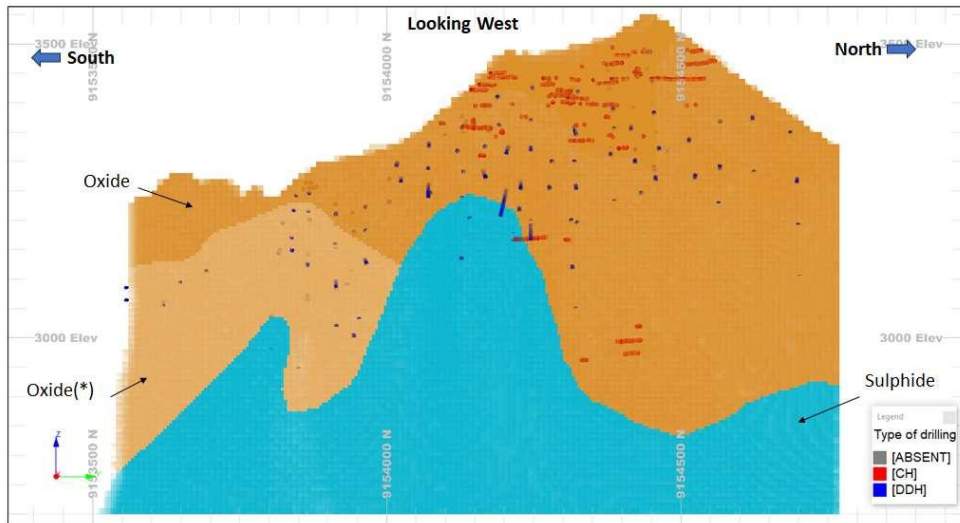 Looking West
3500 Elev
South
North
9153500 N
9154000 N
9154500 N
Oxide
3000 Elev
3000 Elev
Oxide(*)
Sulphide
Legend
Type of drilling
[ABSENT]
[CH]
[DDH]
Z
9153500 N
9154000 N
9154500 N